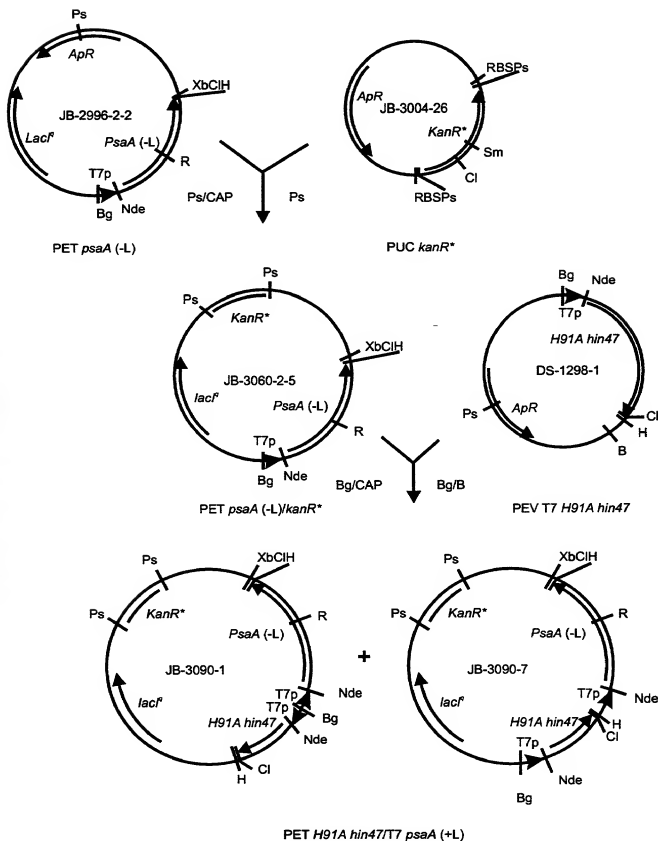 Ps
ApR
XbClH
JB-2996-2-2
LacIq
PsaA (-L)
R
T7p
Nde
Bg
PET psaA (-L)
RBSPs
ApR
JB-3004-26
KanR*
Sm
Cl
RBSPs
PUC kanR*
Ps/CAP
Ps
Ps
Ps
KanR*
XbClH
JB-3060-2-5
lacIq
PsaA (-L)
R
T7p
Nde
Bg
PET psaA (-L)/kanR*
Bg
Nde
T7p
H91A hin47
DS-1298-1
Ps
ApR
Cl
H
B
PEV T7 H91A hin47
Bg/CAP
Bg/B
XbClH
Ps
Ps
KanR*
R
PsaA (-L)
JB-3090-1
lacIq
T7p
T7p
Nde
Bg
H91A hin47
Nde
Cl
H
+
XbClH
Ps
Ps
KanR*
R
PsaA (-L)
JB-3090-7
lacIq
T7p
Nde
H91A hin47
H
Cl
T7p
Nde
Bg
PET H91A hin47/T7 psaA (+L)